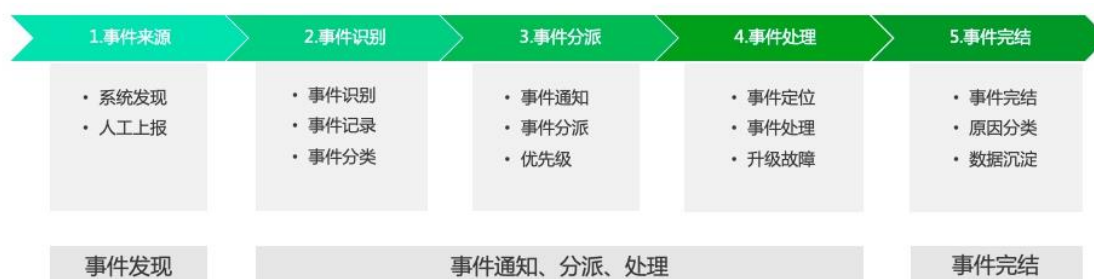 1.事件来源
2.事件识别
3.事件分派
4.事件处理
5.事件完结
• 系统发现
• 人工上报
• 事件识别
• 事件记录
• 事件分类
• 事件通知
• 事件分派
• 优先级
• 事件定位
• 事件处理
• 升级故障
• 事件完结
• 原因分类
• 数据沉淀
事件发现
事件通知、分派、处理
事件完结